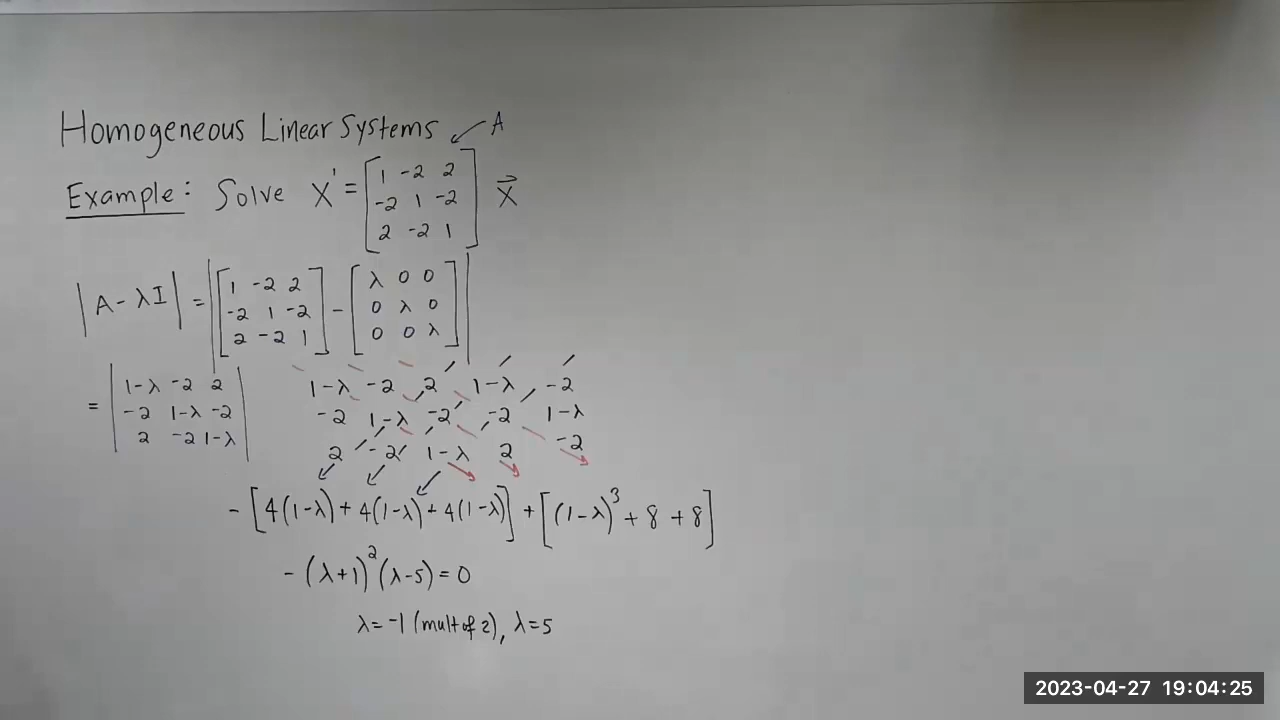 Homogeneous Linear Systems ↙ A
Example: Solve X' = [1 -2 2; -2 1 -2; 2 -2 1] X⃗
|A - λI| = |[1 -2 2; -2 1 -2; 2 -2 1] - [λ 0 0; 0 λ 0; 0 0 λ]|
= |1-λ -2 2; -2 1-λ -2; 2 -2 1-λ|
1-λ -2 2 1-λ -2
-2 1-λ -2 -2 1-λ
2 -2 1-λ 2 -2
- [4(1-λ) + 4(1-λ) + 4(1-λ)] + [(1-λ)³ + 8 + 8]
- (λ+1)²(λ-5) = 0
λ = -1 (mult of 2), λ = 5
2023-04-27 19:04:25